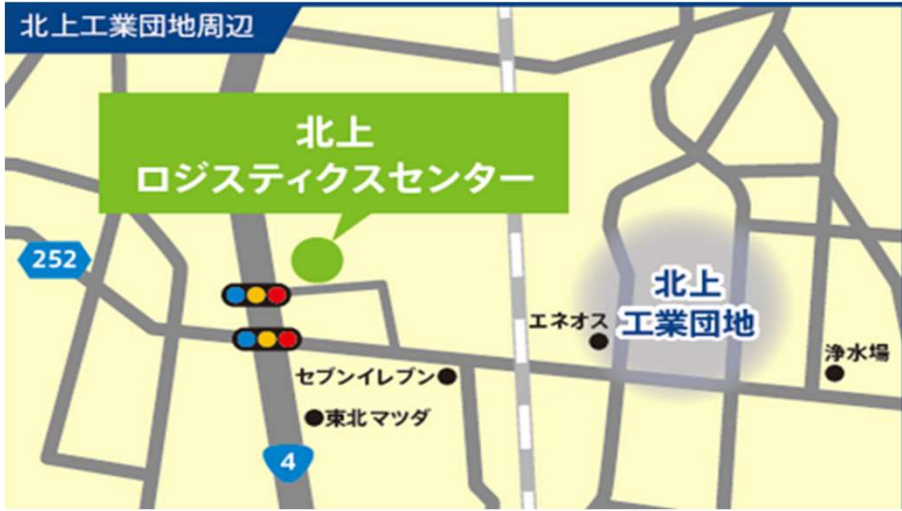 北上工業団地周辺
北上
ロジスティクスセンター
252
北上
工業団地
エネオス
浄水場
セブンイレブン
東北マツダ
4